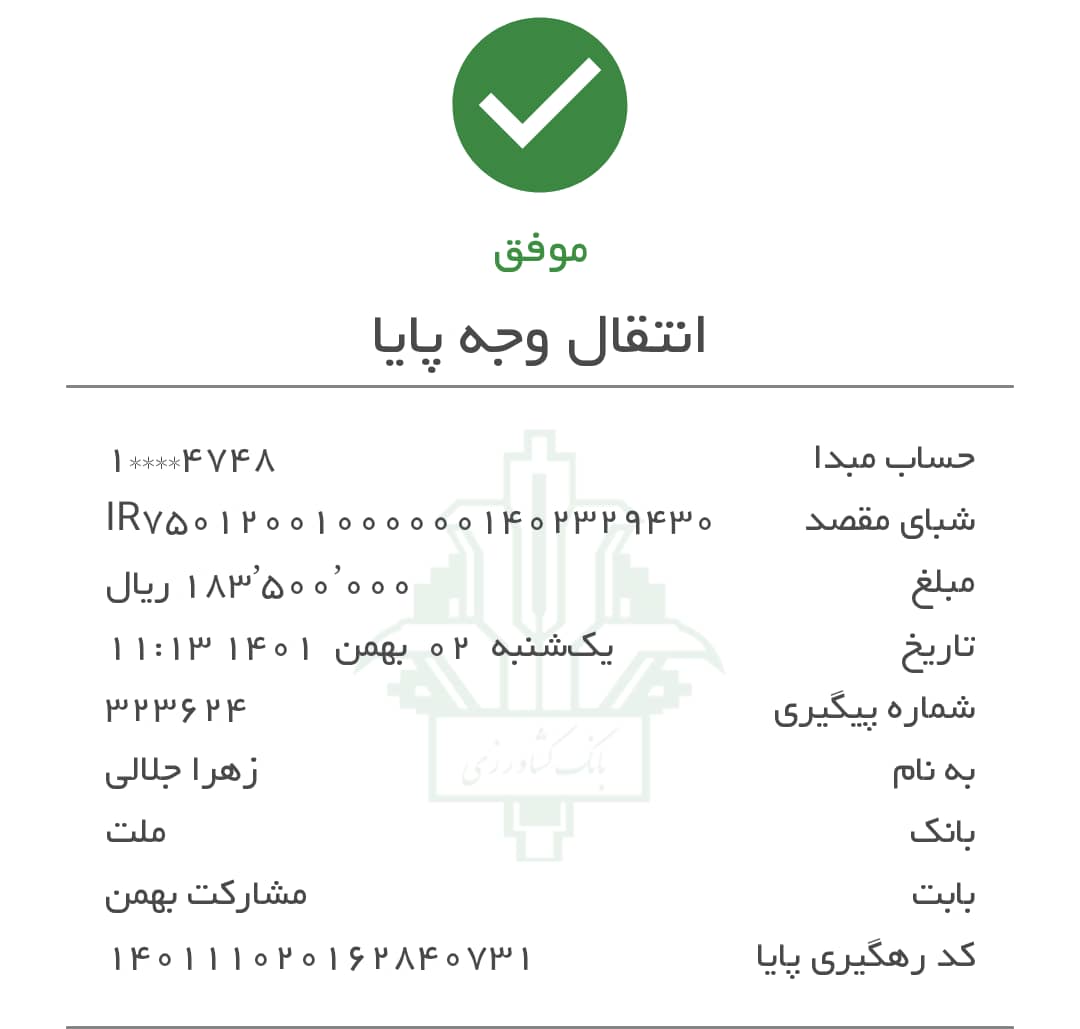 موفق
انتقال وجه پایا
حساب مبدا ۱****۴۷۴۸
شبای مقصد IR۷۵۰۱۲۰۰۱۰۰۰۰۰۰۱۴۰۲۳۲۹۴۳۰
مبلغ ۱۸۳٬۵۰۰٬۰۰۰ ریال
تاریخ یک‌شنبه ۰۲ بهمن ۱۴۰۱ ۱۱:۱۳
شماره پیگیری ۳۲۳۶۲۴
به نام زهرا جلالی
بانک ملت
بابت مشارکت بهمن
کد رهگیری پایا ۱۴۰۱۱۱۰۲۰۱۶۲۸۴۰۷۳۱
بانک کشاورزی